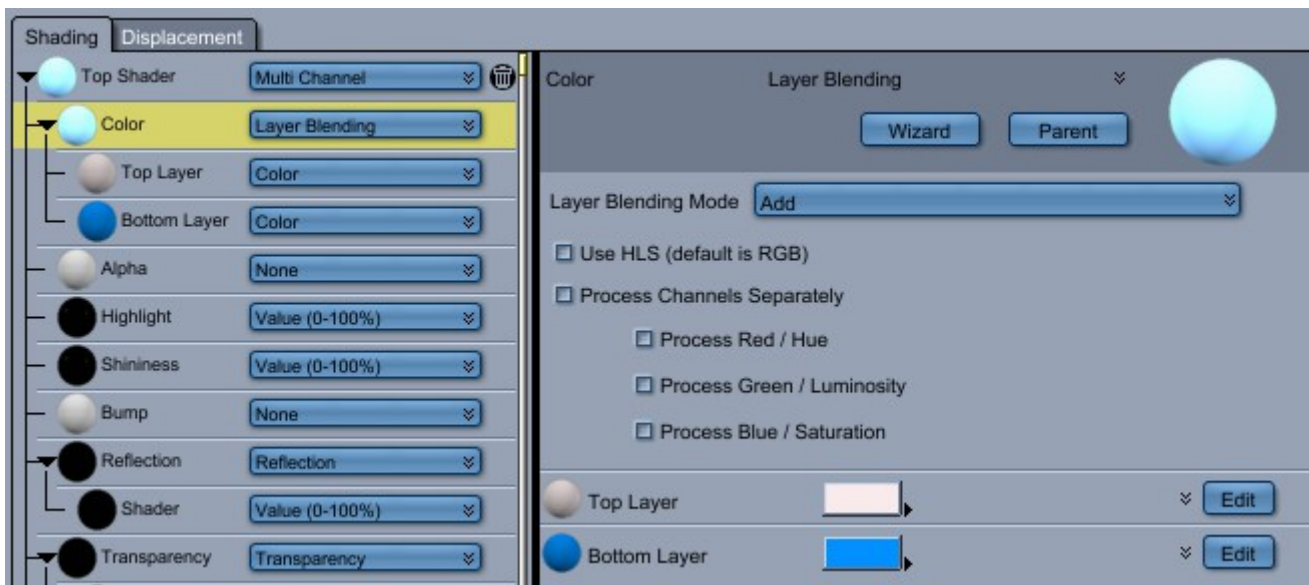 Shading Displacement
Top Shader Multi Channel
Color Layer Blending
Top Layer Color
Bottom Layer Color
Alpha None
Highlight Value (0-100%)
Shininess Value (0-100%)
Bump None
Reflection Reflection
Shader Value (0-100%)
Transparency Transparency
Color Layer Blending
Wizard Parent
Layer Blending Mode Add
Use HLS (default is RGB)
Process Channels Separately
Process Red / Hue
Process Green / Luminosity
Process Blue / Saturation
Top Layer Edit
Bottom Layer Edit